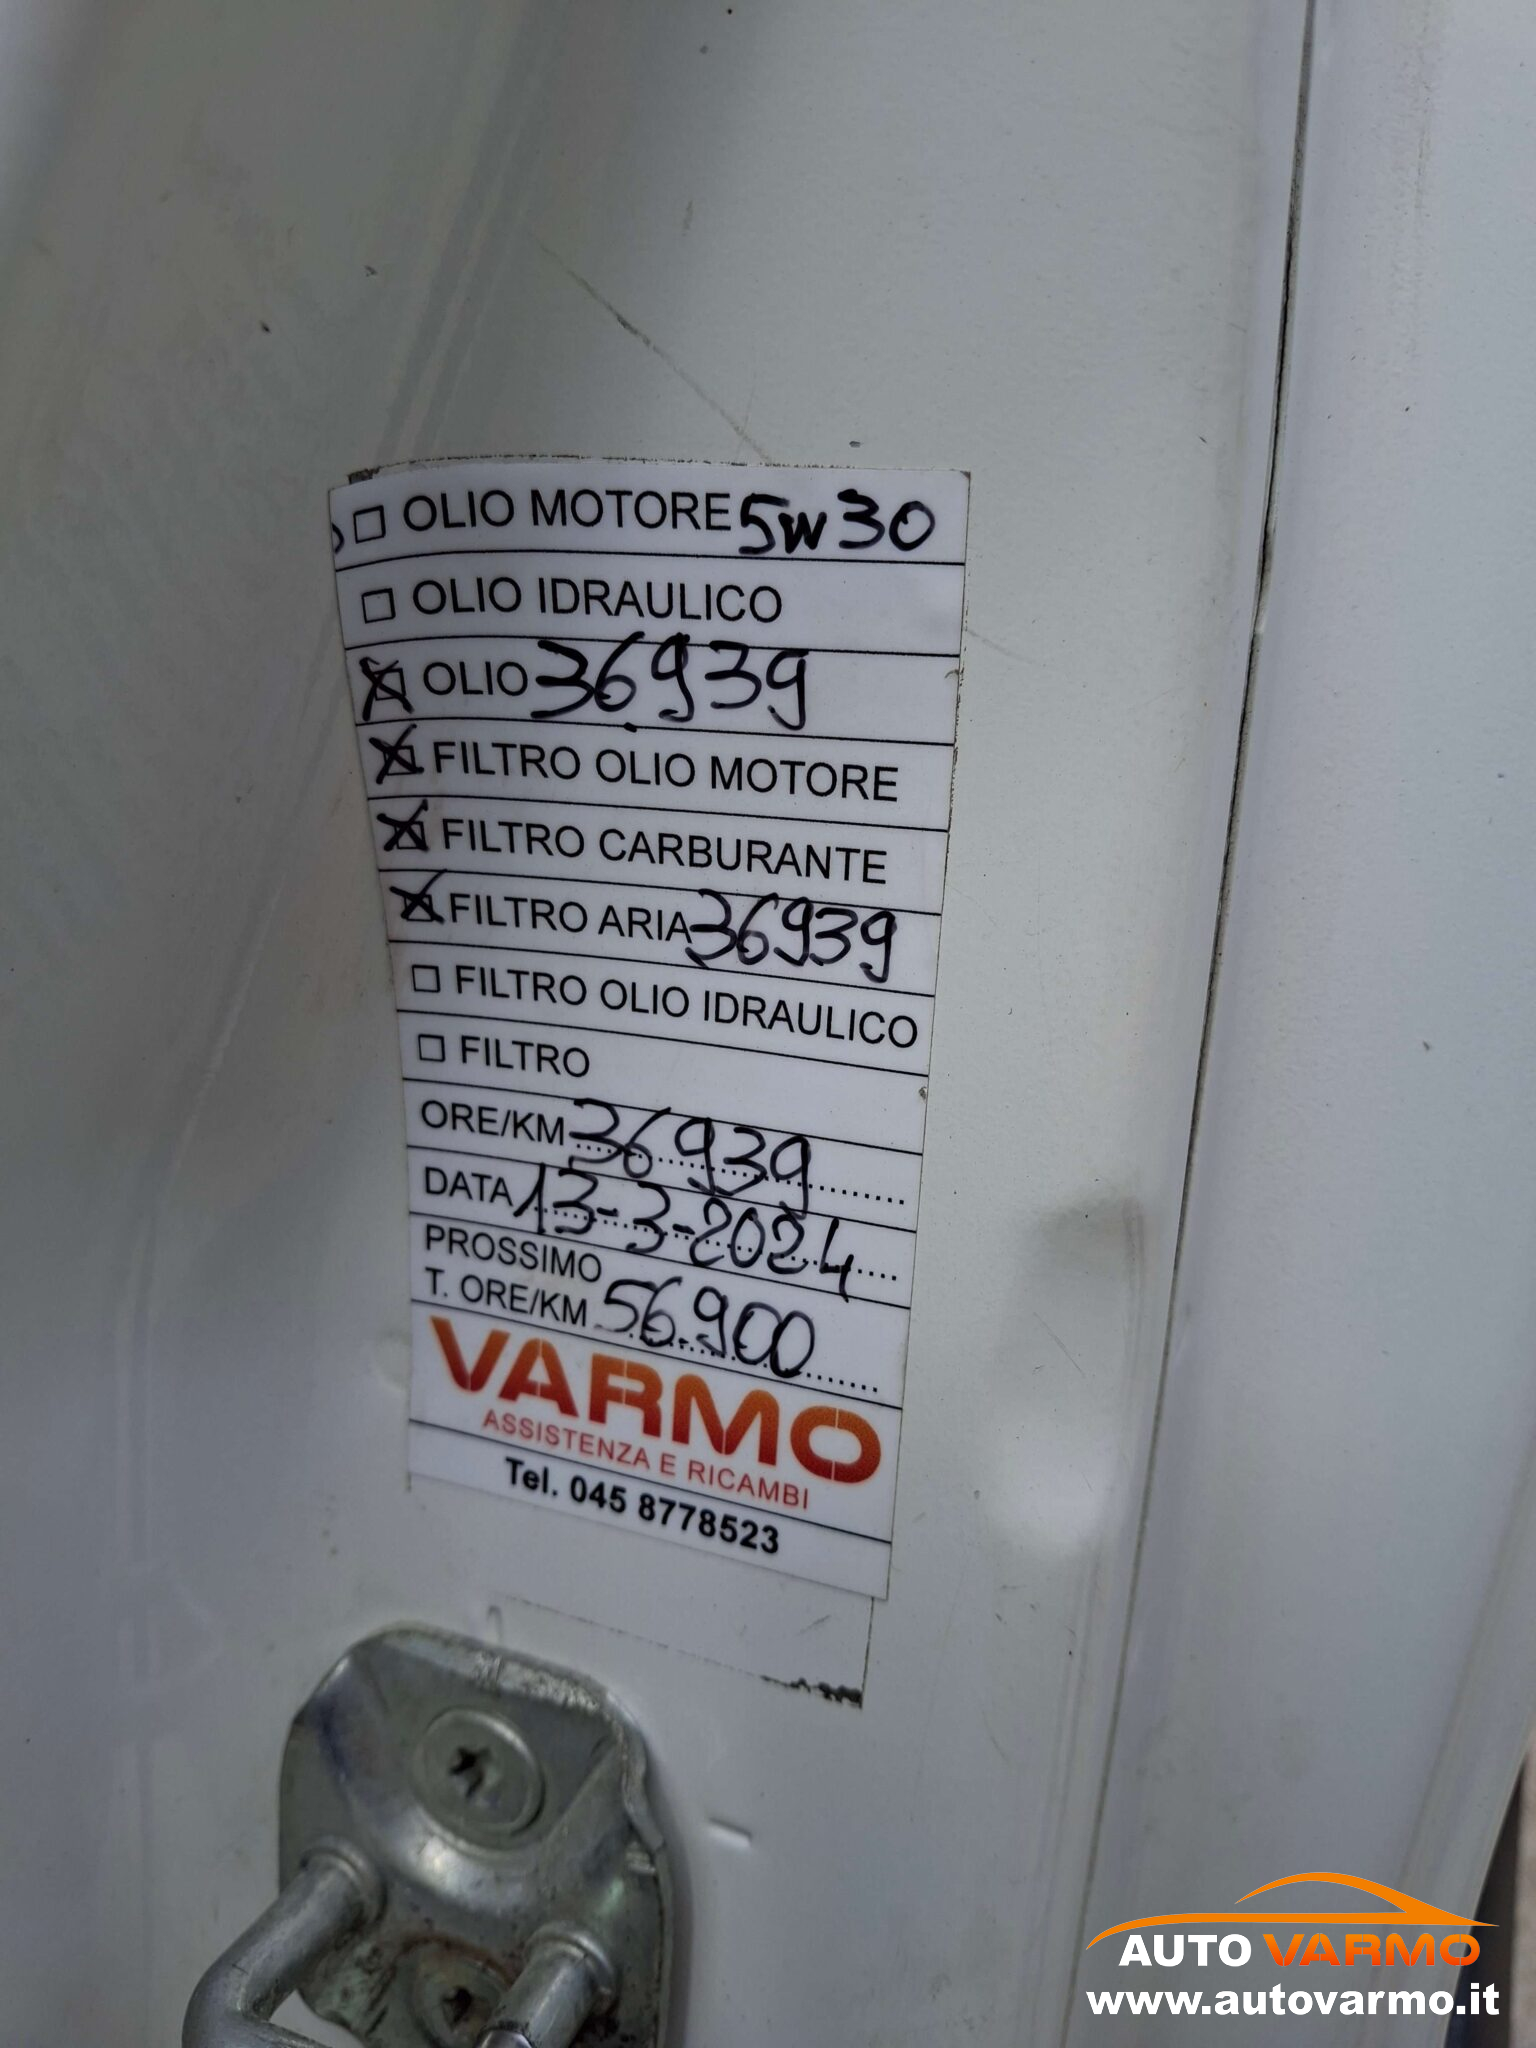 OLIO MOTORE 5W30
OLIO IDRAULICO
OLIO 36939
FILTRO OLIO MOTORE
FILTRO CARBURANTE
FILTRO ARIA 36939
FILTRO OLIO IDRAULICO
FILTRO
ORE/KM 36939
DATA 13-3-2024
PROSSIMO
T. ORE/KM 56.900
VARMO
ASSISTENZA E RICAMBI
Tel. 045 8778523
AUTO VARMO
www.autovarmo.it